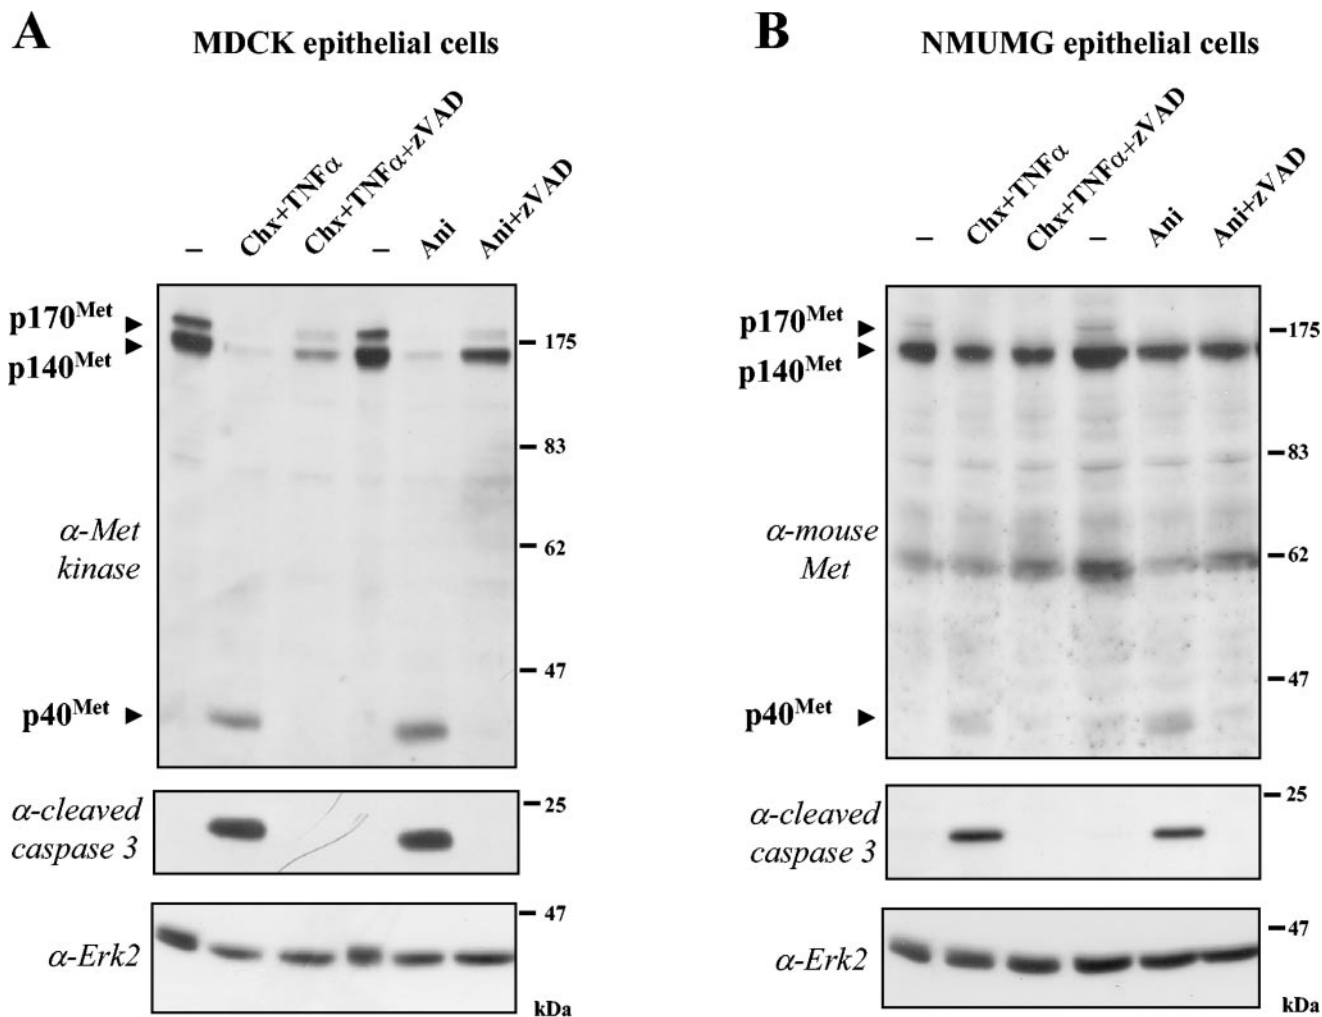 A
MDCK epithelial cells
–
Chx+TNFα
Chx+TNFα+zVAD
–
Ani
Ani+zVAD
p170Met
p140Met
175
83
α-Met
kinase
62
47
p40Met
α-cleaved
caspase 3
25
α-Erk2
47
kDa
B
NMUMG epithelial cells
–
Chx+TNFα
Chx+TNFα+zVAD
–
Ani
Ani+zVAD
p170Met
p140Met
175
83
α-mouse
Met
62
47
p40Met
α-cleaved
caspase 3
25
α-Erk2
47
kDa